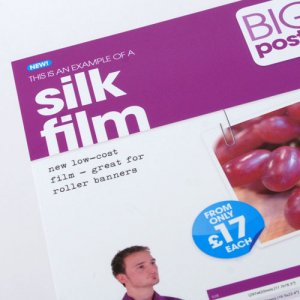 NEW!
THIS IS AN EXAMPLE OF A
silk
film
new low-cost
film – great for
roller banners
BIG
post
FROM
ONLY
£17
EACH